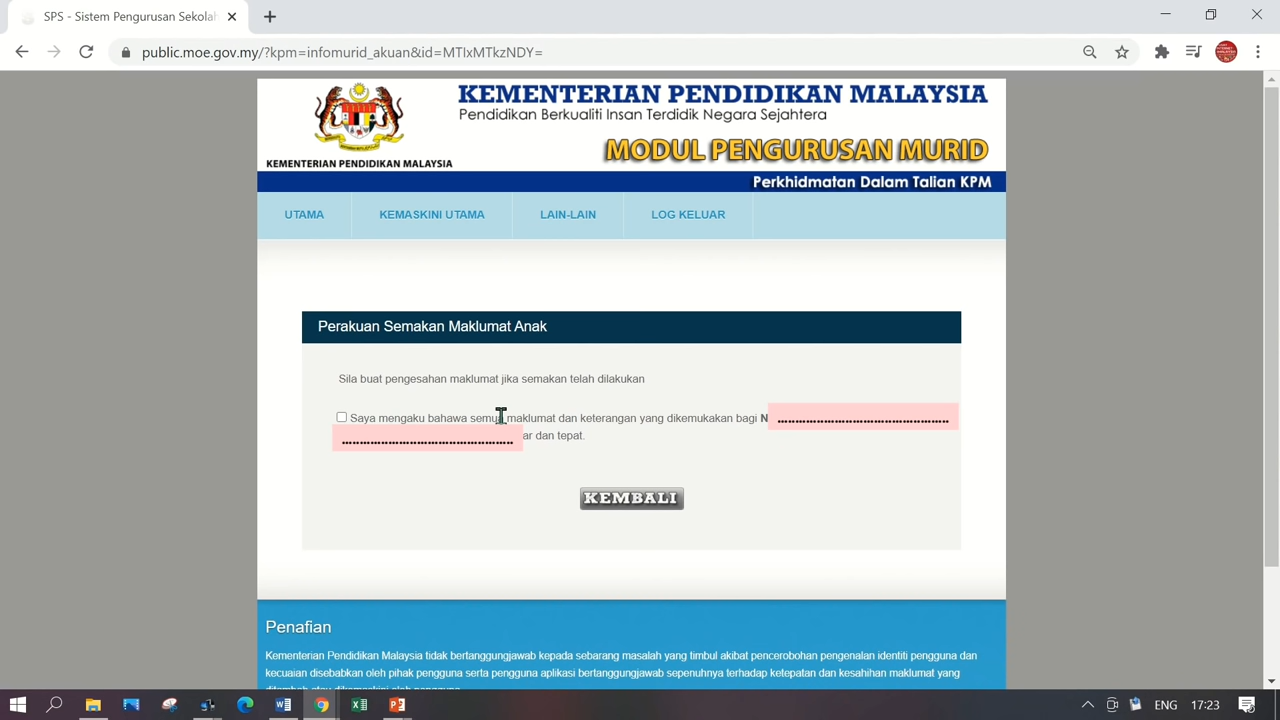 SPS - Sistem Pengurusan Sekolah
public.moe.gov.my/?kpm=infomurid_akuan&id=MTIxMTkzNDY=
KEMENTERIAN PENDIDIKAN MALAYSIA
Pendidikan Berkualiti Insan Terdidik Negara Sejahtera
MODUL PENGURUSAN MURID
KEMENTERIAN PENDIDIKAN MALAYSIA
Perkhidmatan Dalam Talian KPM
UTAMA KEMASKINI UTAMA LAIN-LAIN LOG KELUAR
Perakuan Semakan Maklumat Anak
Sila buat pengesahan maklumat jika semakan telah dilakukan
Saya mengaku bahawa semua maklumat dan keterangan yang dikemukakan bagi N ................................................
................................................ar dan tepat.
KEMBALI
Penafian
Kementerian Pendidikan Malaysia tidak bertanggungjawab kepada sebarang masalah yang timbul akibat pencerobohan pengenalan identiti pengguna dan
kecuaian disebabkan oleh pihak pengguna serta pengguna aplikasi bertanggungjawab sepenuhnya terhadap ketepatan dan kesahihan maklumat yang
ENG 17:23